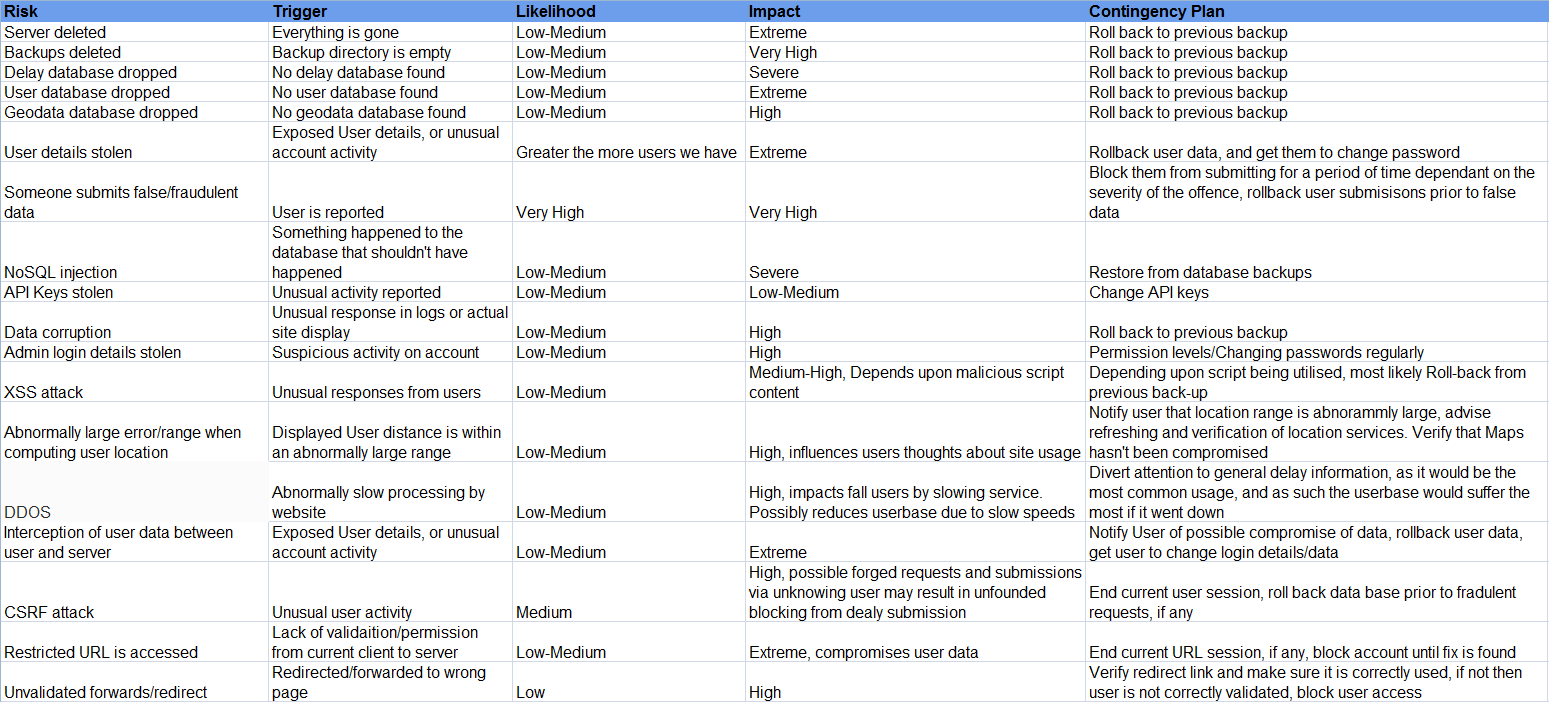 Risk Trigger Likelihood Impact Contingency Plan
Server deleted Everything is gone Low-Medium Extreme Roll back to previous backup
Backups deleted Backup directory is empty Low-Medium Very High Roll back to previous backup
Delay database dropped No delay database found Low-Medium Severe Roll back to previous backup
User database dropped No user database found Low-Medium Extreme Roll back to previous backup
Geodata database dropped No geodata database found Low-Medium High Roll back to previous backup
Exposed User details, or unusual
User details stolen account activity Greater the more users we have Extreme Rollback user data, and get them to change password
Block them from submitting for a period of time dependant on the
Someone submits false/fraudulent severity of the offence, rollback user submisisons prior to false
data User is reported Very High Very High data
Something happened to the
database that shouldn't have
NoSQL injection happened Low-Medium Severe Restore from database backups
API Keys stolen Unusual activity reported Low-Medium Low-Medium Change API keys
Unusual response in logs or actual
Data corruption site display Low-Medium High Roll back to previous backup
Admin login details stolen Suspicious activity on account Low-Medium High Permission levels/Changing passwords regularly
Medium-High, Depends upon malicious script Depending upon script being utilised, most likely Roll-back from
XSS attack Unusual responses from users Low-Medium content previous back-up
Notify user that location range is abnorammly large, advise
Abnormally large error/range when Displayed User distance is within refreshing and verification of location services. Verify that Maps
computing user location an abnormally large range Low-Medium High, influences users thoughts about site usage hasn't been compromised
Divert attention to general delay information, as it would be the
Abnormally slow processing by High, impacts fall users by slowing service. most common usage, and as such the userbase would suffer the
DDOS website Low-Medium Possibly reduces userbase due to slow speeds most if it went down
Interception of user data between Exposed User details, or unusual Notify User of possible compromise of data, rollback user data,
user and server account activity Low-Medium Extreme get user to change login details/data
High, possible forged requests and submissions
via unknowing user may result in unfounded End current user session, roll back data base prior to fradulent
CSRF attack Unusual user activity Medium blocking from dealy submission requests, if any
Lack of validaition/permission
Restricted URL is accessed from current client to server Low-Medium Extreme, compromises user data End current URL session, if any, block account until fix is found
Redirected/forwarded to wrong Verify redirect link and make sure it is correctly used, if not then
Unvalidated forwards/redirect page Low High user is not correctly validated, block user access